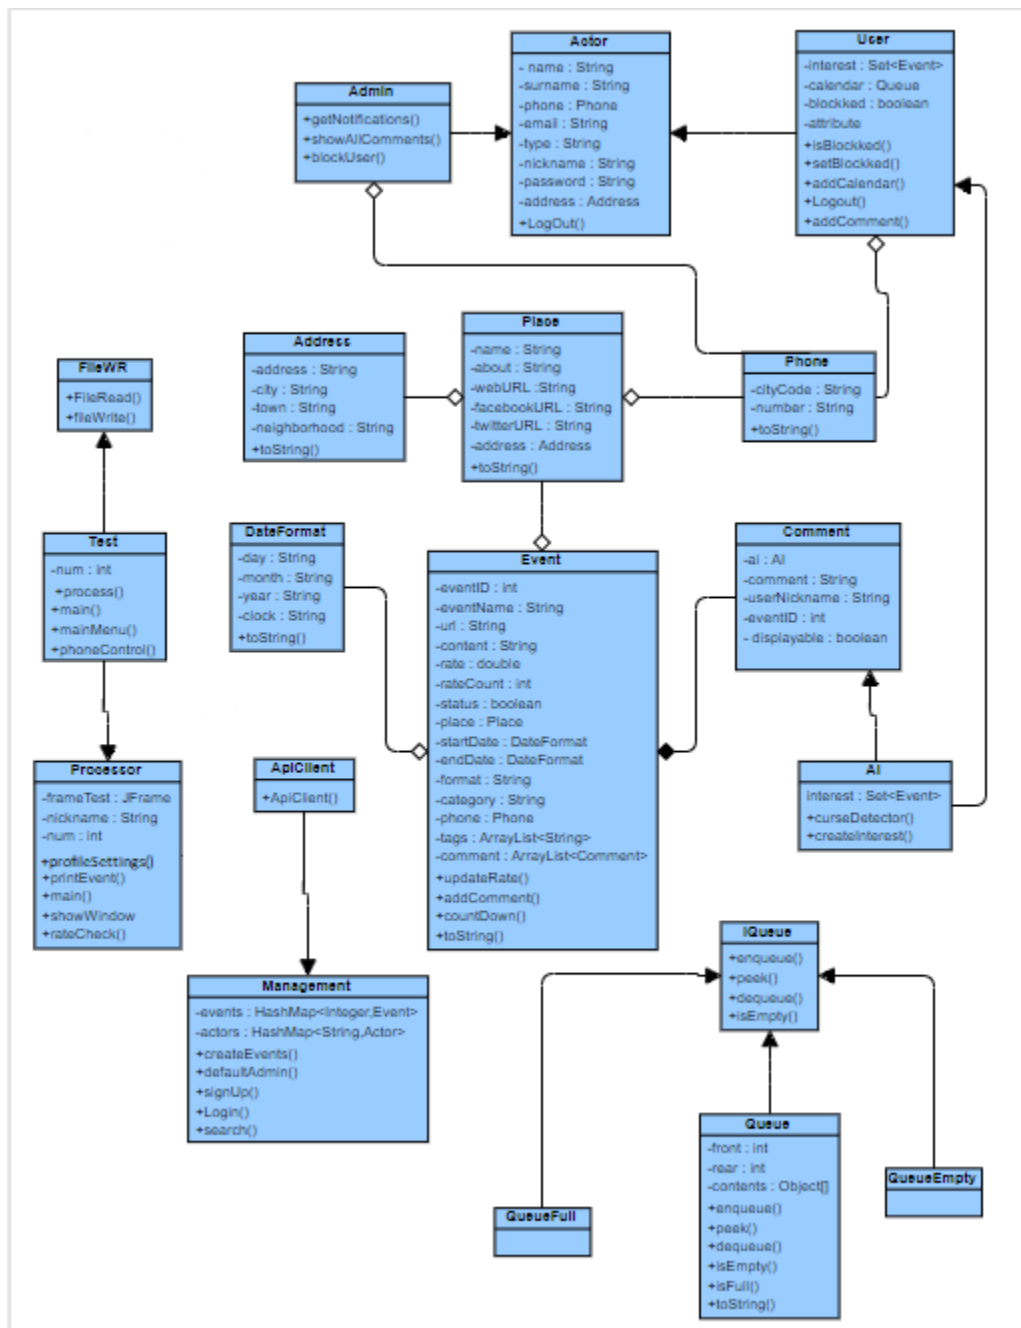 Actor
- name : String
-surname : String
-phone : Phone
-email : String
-type : String
-nickname : String
-password : String
-address : Address
+LogOut()
User
-interest : Set<Event>
-calendar : Queue
-blockked : boolean
-attribute
+isBlockked()
+setBlockked()
+addCalendar()
+Logout()
+addComment()
Admin
+getNotifications()
+showAllComments()
+blockUser()
Place
-name : String
-about : String
-webURL :String
-facebookURL : String
-twitterURL : String
-address : Address
+toString()
Address
-address : String
-city : String
-town : String
-neighborhood : String
+toString()
Phone
-cityCode : String
-number : String
+toString()
FileWR
+FileRead()
+fileWrite()
Test
-num : int
+process()
+main()
+mainMenu()
+phoneControl()
DateFormat
-day : String
-month : String
-year : String
-clock : String
+toString()
Event
-eventID : int
-eventName : String
-url : String
-content : String
-rate : double
-rateCount : int
-status : boolean
-place : Place
-startDate : DateFormat
-endDate : DateFormat
-format : String
-category : String
-phone : Phone
-tags : ArrayList<String>
-comment : ArrayList<Comment>
+updateRate()
+addComment()
+countDown()
+toString()
Comment
-ai : AI
-comment : String
-userNickname : String
-eventID : int
- displayable : boolean
Processor
-frameTest : JFrame
-nickname : String
-num : int
+profileSettings()
+printEvent()
+main()
+showWindow
+rateCheck()
ApiClient
+ApiClient()
AI
interest : Set<Event>
+curseDetector()
+createInterest()
IQueue
+enqueue()
+peek()
+dequeue()
+isEmpty()
Management
-events : HashMap<Integer,Event>
-actors : HashMap<String,Actor>
+createEvents()
+defaultAdmin()
+signUp()
+Login()
+search()
Queue
-front : int
-rear : int
-contents : Object[]
+enqueue()
+peek()
+dequeue()
+isEmpty()
+isFull()
+toString()
QueueEmpty
QueueFull